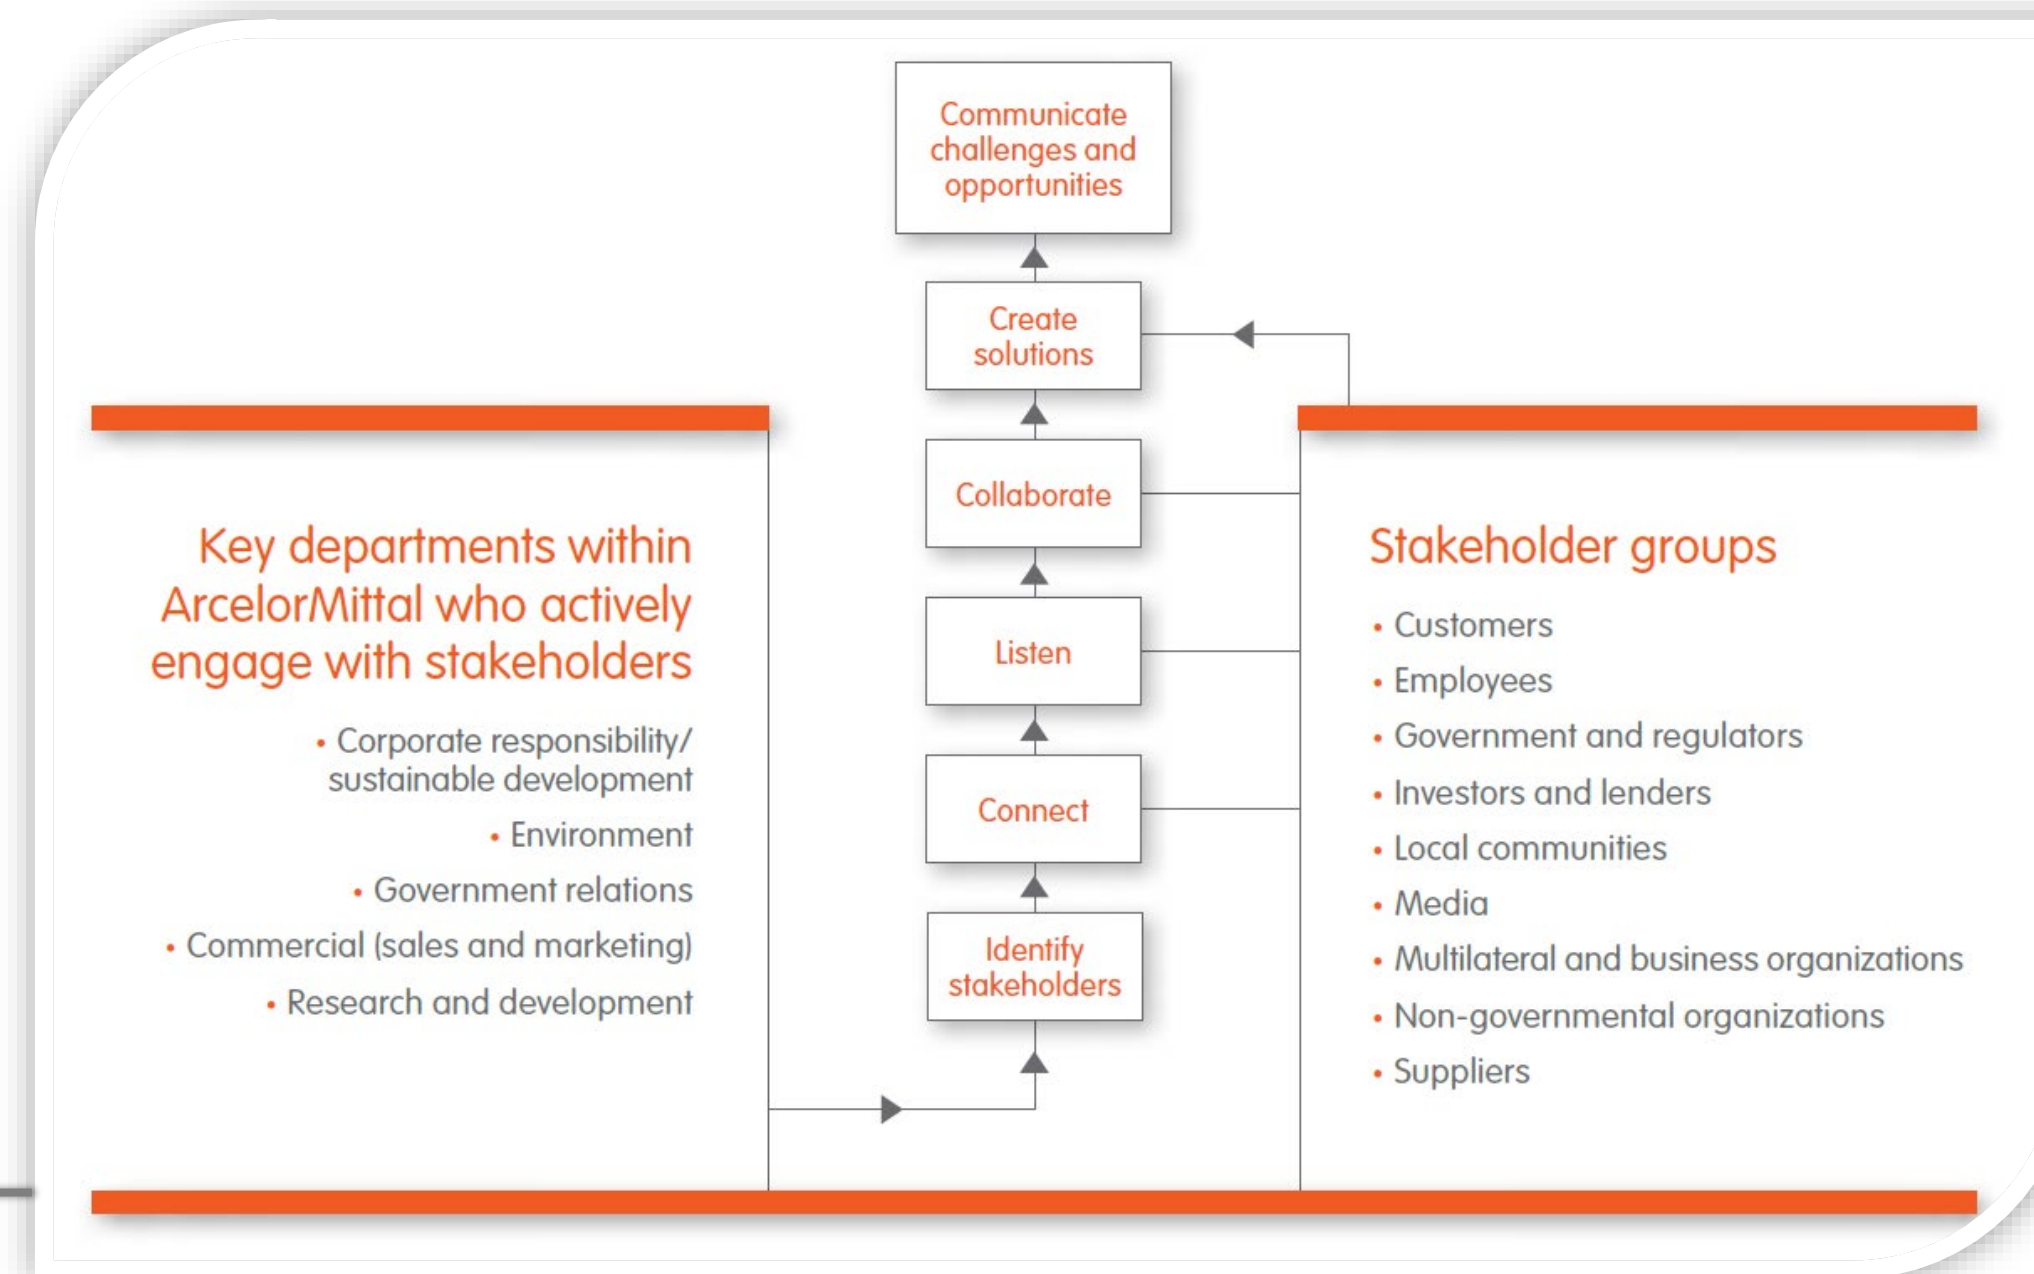 Communicate
challenges and
opportunities
Create
solutions
Collaborate
Listen
Connect
Identify
stakeholders
Key departments within
ArcelorMittal who actively
engage with stakeholders
• Corporate responsibility/
sustainable development
• Environment
• Government relations
• Commercial (sales and marketing)
• Research and development
Stakeholder groups
• Customers
• Employees
• Government and regulators
• Investors and lenders
• Local communities
• Media
• Multilateral and business organizations
• Non-governmental organizations
• Suppliers